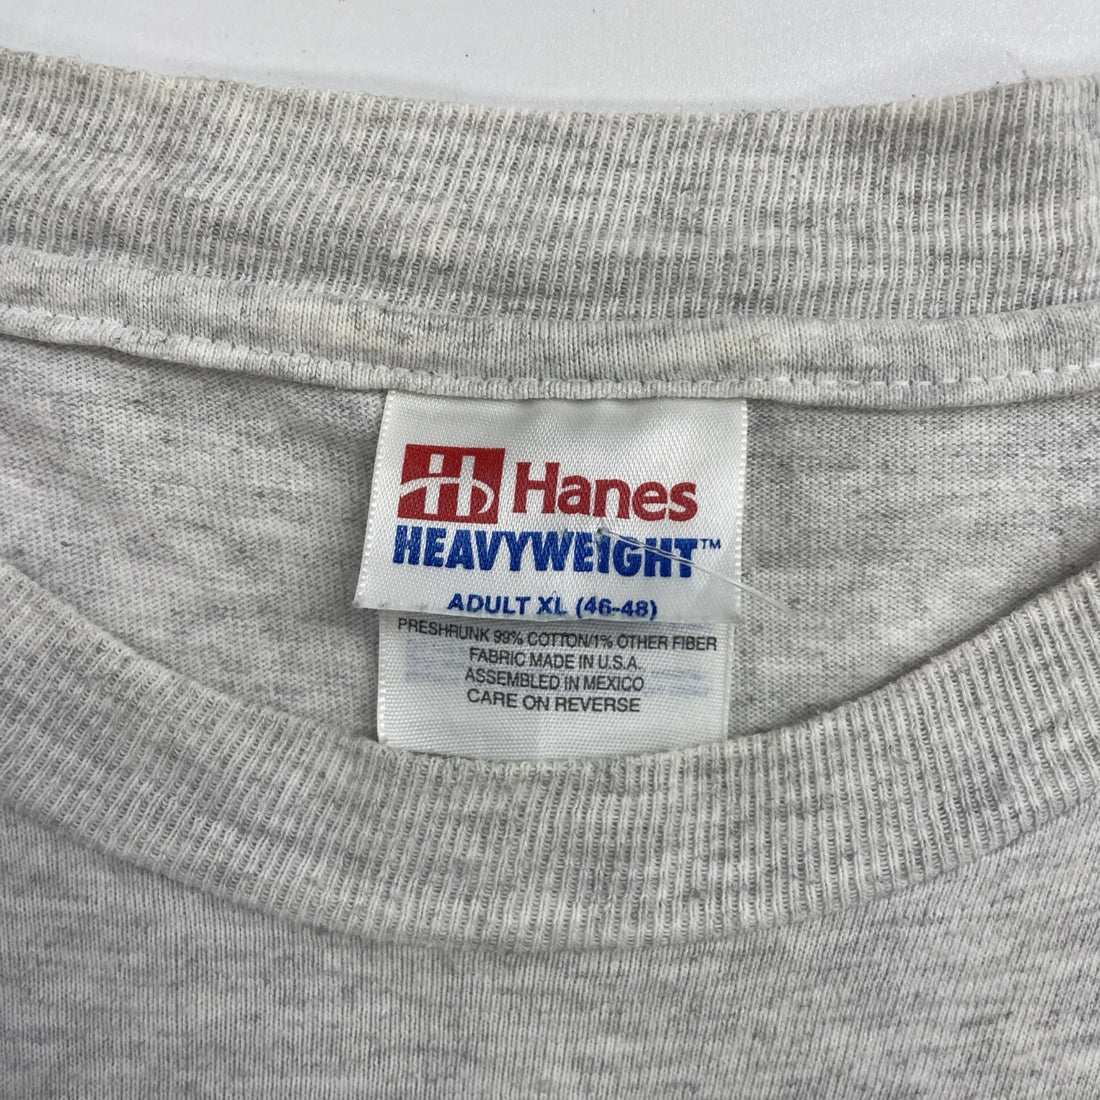 H Hanes
HEAVYWEIGHT™
ADULT XL (46-48)
PRESHRUNK 99% COTTON/1% OTHER FIBER
FABRIC MADE IN U.S.A.
ASSEMBLED IN MEXICO
CARE ON REVERSE